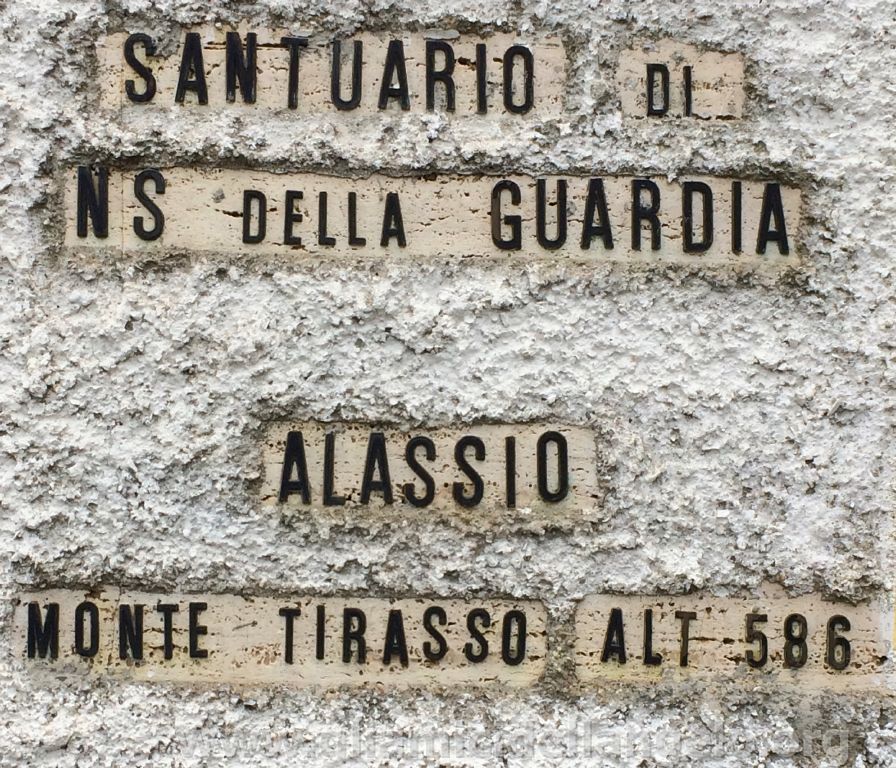 SANTUARIO DI
NS DELLA GUARDIA
ALASSIO
MONTE TIRASSO ALT 586